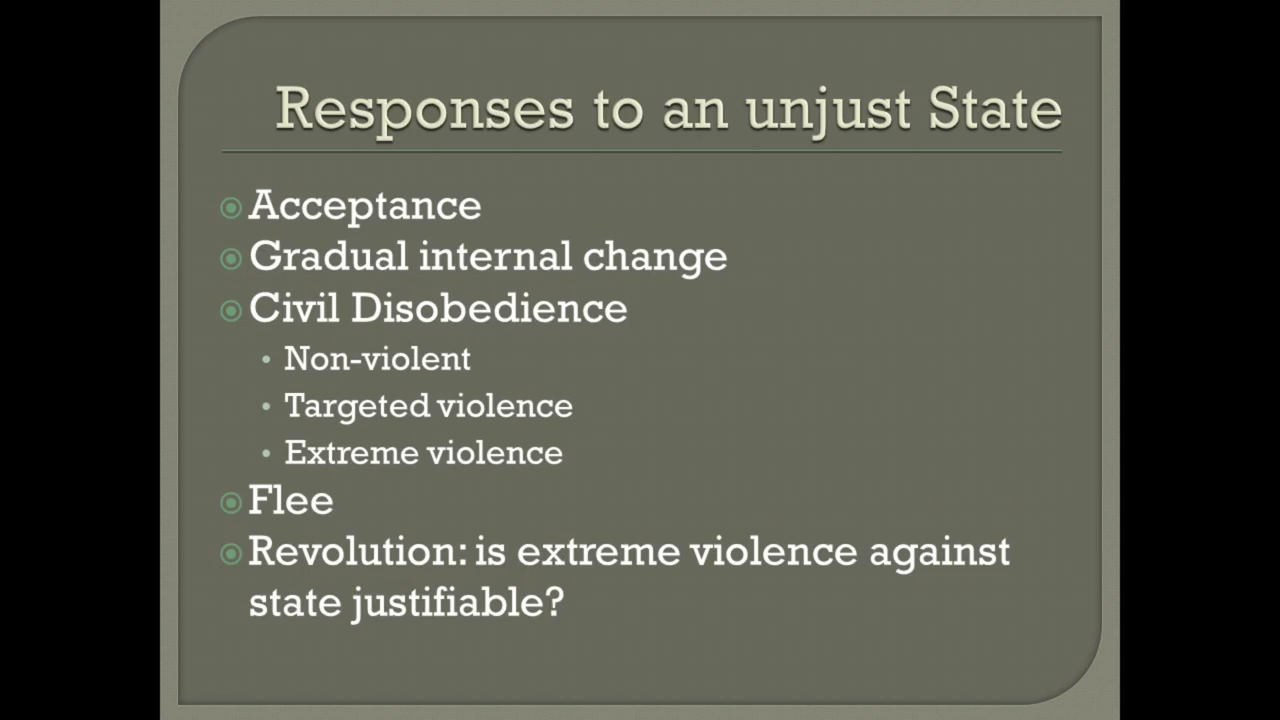 Responses to an unjust State
Acceptance
Gradual internal change
Civil Disobedience
Non-violent
Targeted violence
Extreme violence
Flee
Revolution: is extreme violence against
state justifiable?